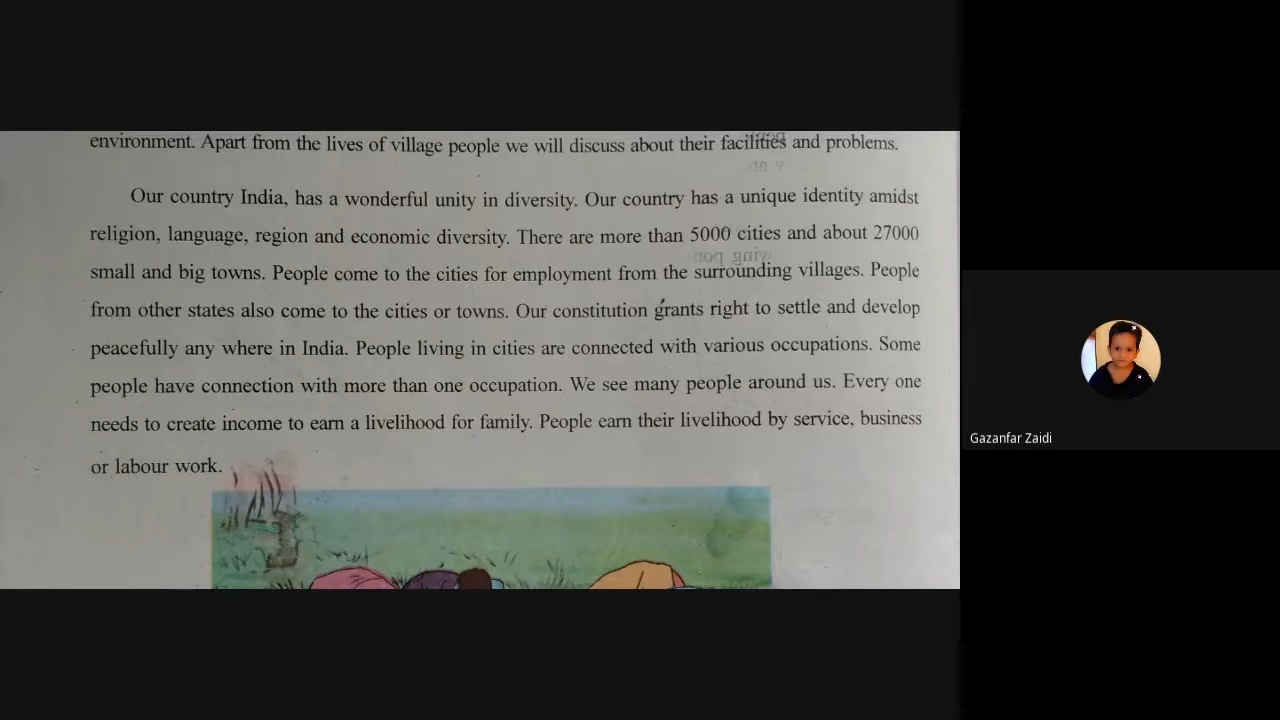 environment. Apart from the lives of village people we will discuss about their facilities and problems.
Our country India, has a wonderful unity in diversity. Our country has a unique identity amidst
religion, language, region and economic diversity. There are more than 5000 cities and about 27000
small and big towns. People come to the cities for employment from the surrounding villages. People
from other states also come to the cities or towns. Our constitution grants right to settle and develop
peacefully any where in India. People living in cities are connected with various occupations. Some
people have connection with more than one occupation. We see many people around us. Every one
needs to create income to earn a livelihood for family. People earn their livelihood by service, business
or labour work.
Gazanfar Zaidi